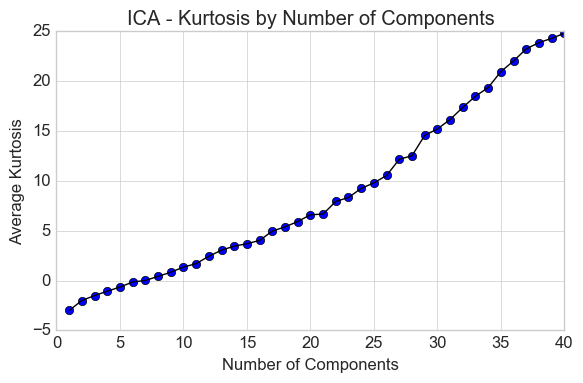 ICA - Kurtosis by Number of Components
25
20
15
10
5
0
−5
Average Kurtosis
0 5 10 15 20 25 30 35 40
Number of Components